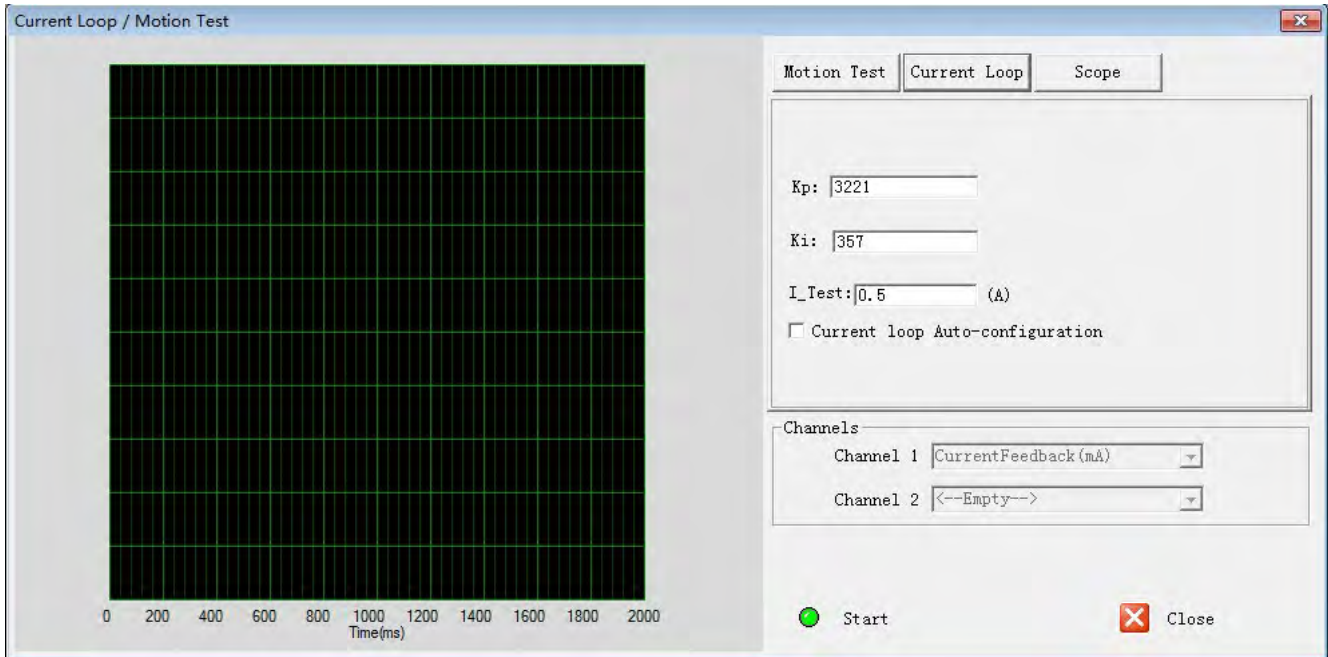 Current Loop / Motion Test
Motion Test Current Loop Scope
Kp: 3221
Ki: 357
I_Test: 0.5 (A)
Current loop Auto-configuration
Channels
Channel 1 CurrentFeedback(mA)
Channel 2 <--Empty-->
0 200 400 600 800 1000 1200 1400 1600 1800 2000
Time(ms)
Start Close